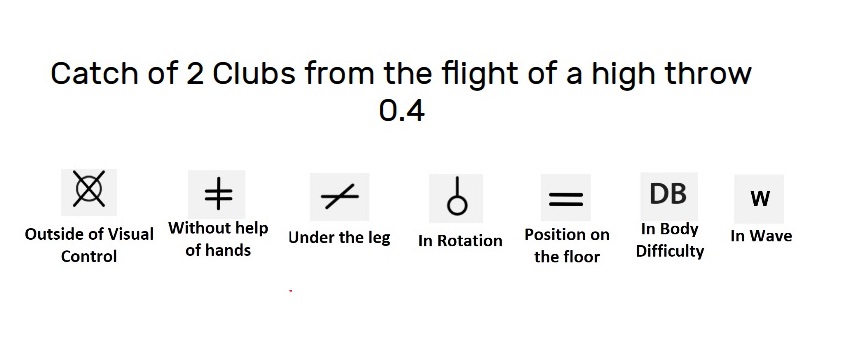 Catch of 2 Clubs from the flight of a high throw
0.4
DB
W
Outside of Visual
Control
Without help
of hands
Under the leg
In Rotation
Position on
the floor
In Body
Difficulty
In Wave